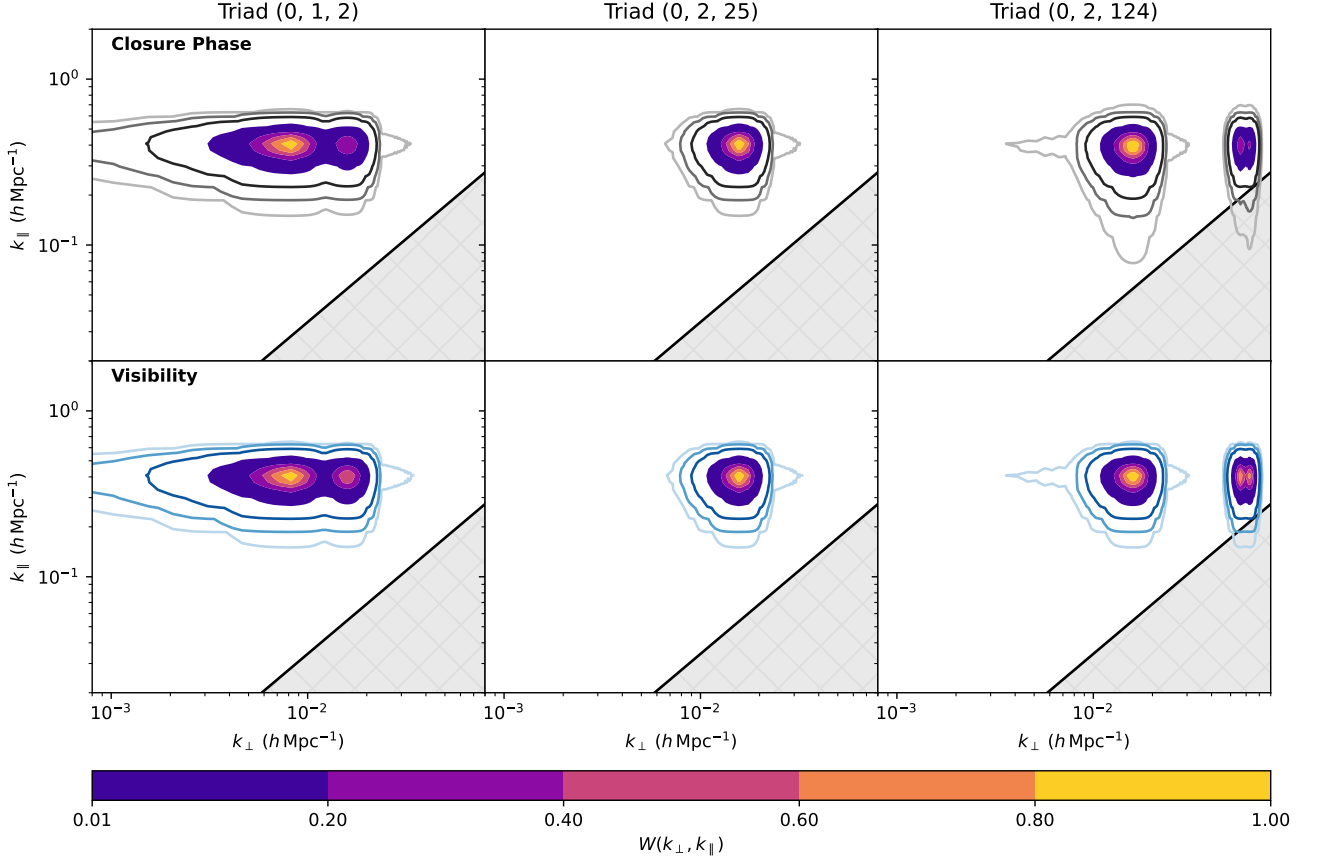 Triad (0, 1, 2) Triad (0, 2, 25) Triad (0, 2, 124)
Closure Phase
10⁰
10⁻¹
k∥ (h Mpc⁻¹)
Visibility
10⁰
10⁻¹
k∥ (h Mpc⁻¹)
10⁻³ 10⁻² 10⁻³ 10⁻² 10⁻³ 10⁻²
k⊥ (h Mpc⁻¹) k⊥ (h Mpc⁻¹) k⊥ (h Mpc⁻¹)
0.01 0.20 0.40 0.60 0.80 1.00
W(k⊥, k∥)